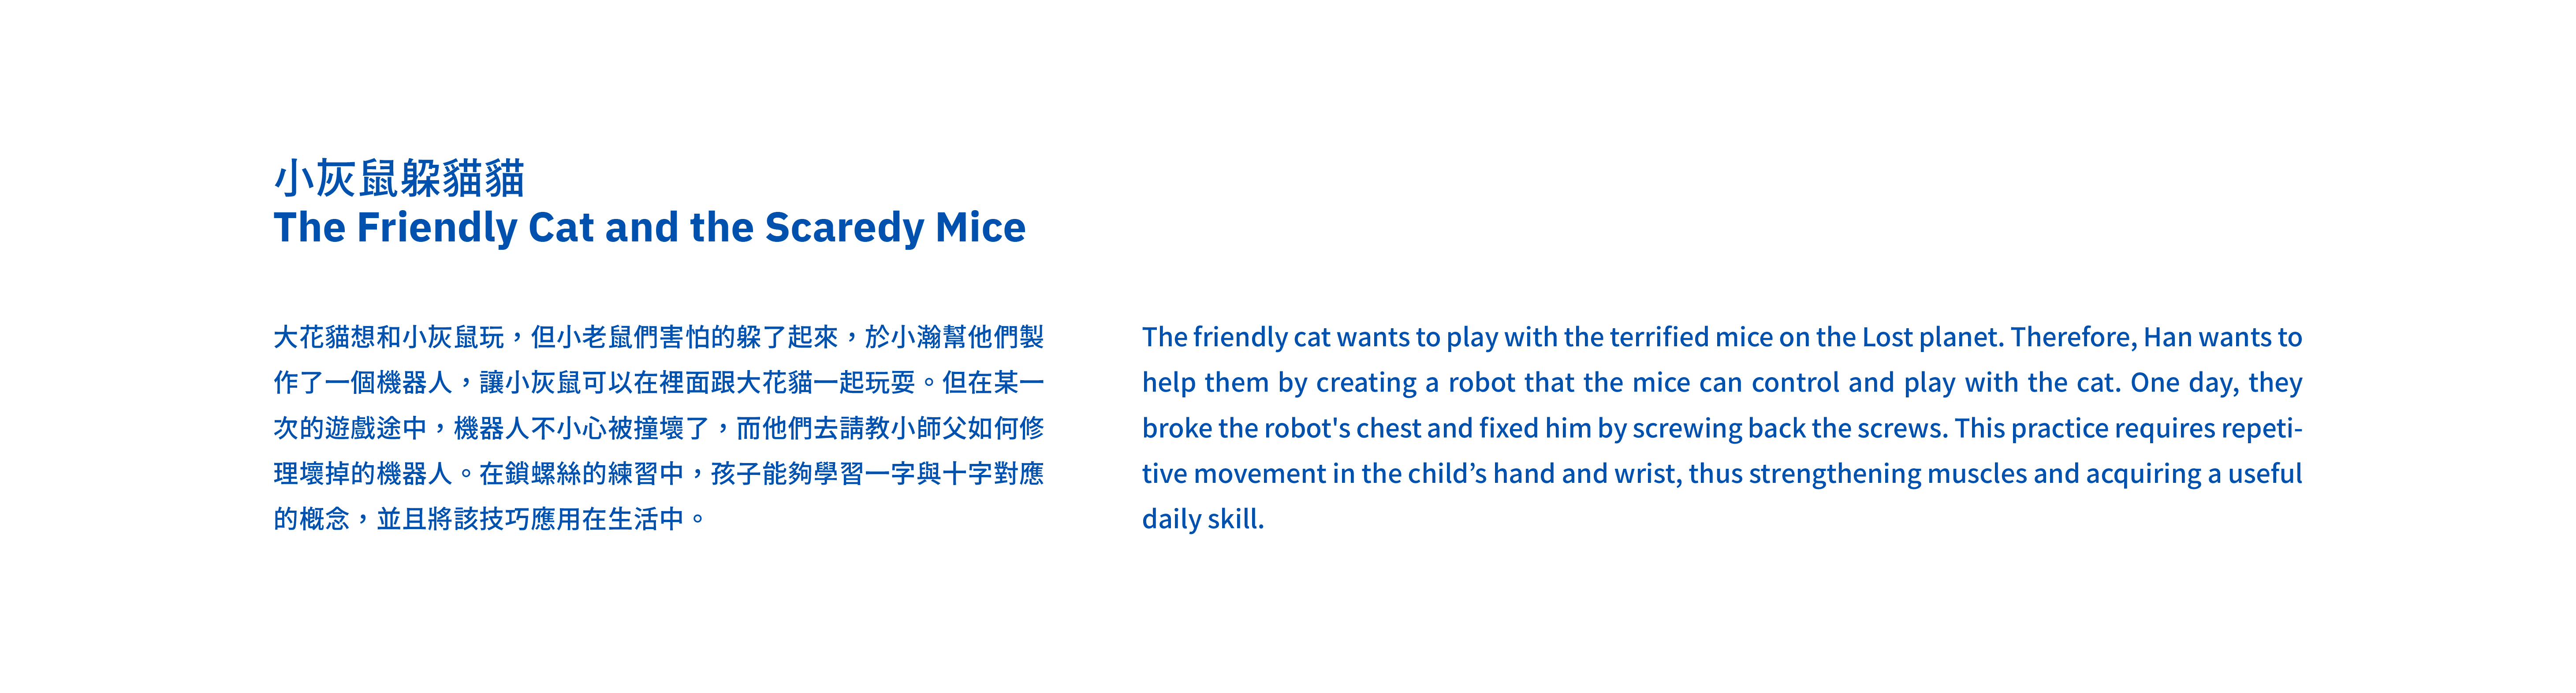 小灰鼠躲貓貓
The Friendly Cat and the Scaredy Mice
大花貓想和小灰鼠玩，但小老鼠們害怕的躲了起來，於小瀚幫他們製
作了一個機器人，讓小灰鼠可以在裡面跟大花貓一起玩耍。但在某一
次的遊戲途中，機器人不小心被撞壞了，而他們去請教小師父如何修
理壞掉的機器人。在鎖螺絲的練習中，孩子能夠學習一字與十字對應
的概念，並且將該技巧應用在生活中。
The friendly cat wants to play with the terrified mice on the Lost planet. Therefore, Han wants to
help them by creating a robot that the mice can control and play with the cat. One day, they
broke the robot's chest and fixed him by screwing back the screws. This practice requires repeti-
tive movement in the child’s hand and wrist, thus strengthening muscles and acquiring a useful
daily skill.